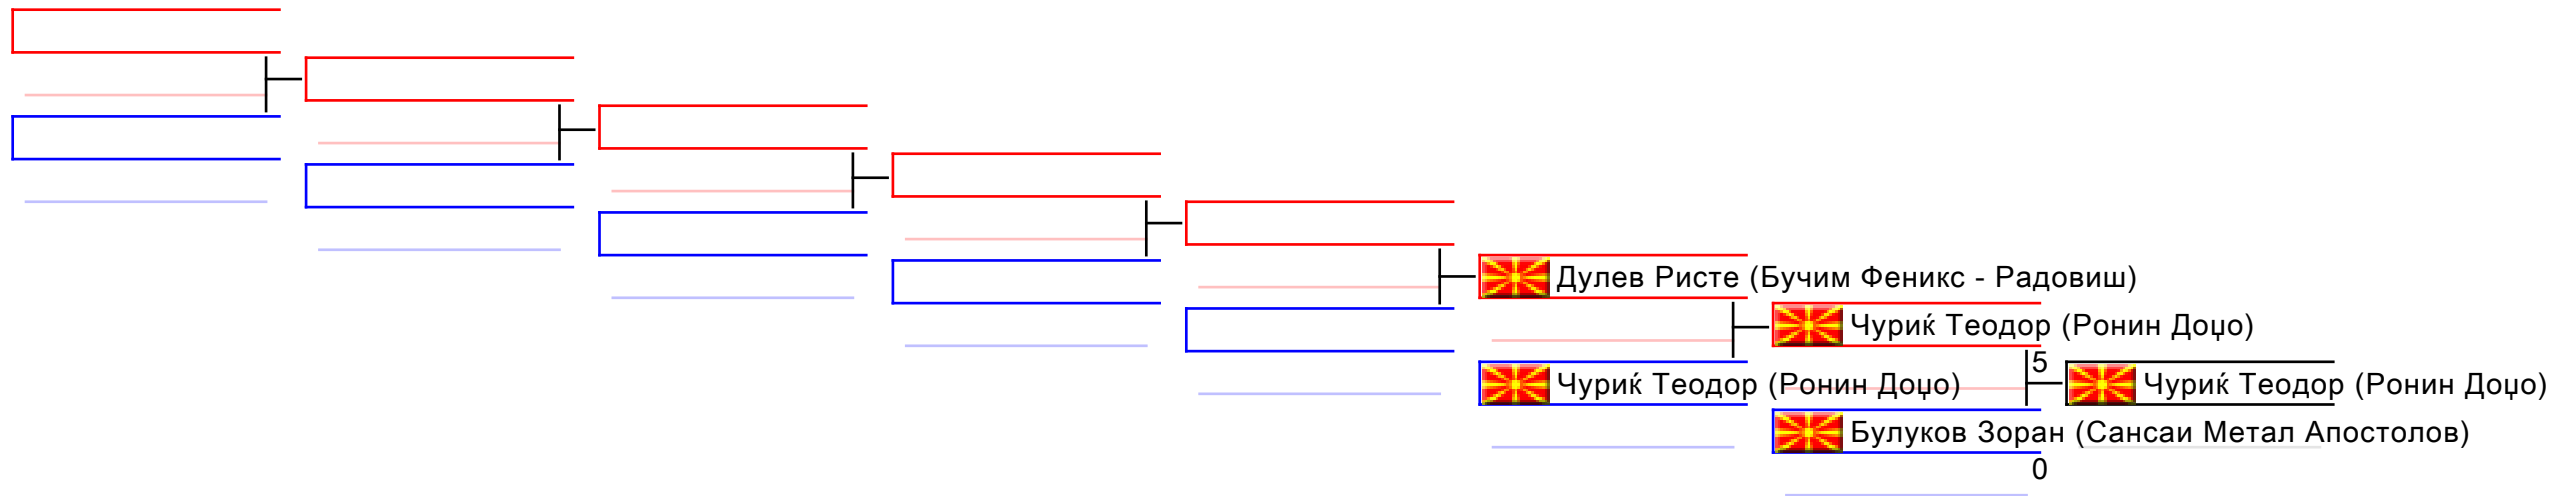 Дулев Ристе (Бучим Феникс - Радовиш)
Чуриќ Теодор (Ронин Доџо)
5
Чуриќ Теодор (Ронин Доџо)
Чуриќ Теодор (Ронин Доџо)
Булуков Зоран (Сансаи Метал Апостолов)
0